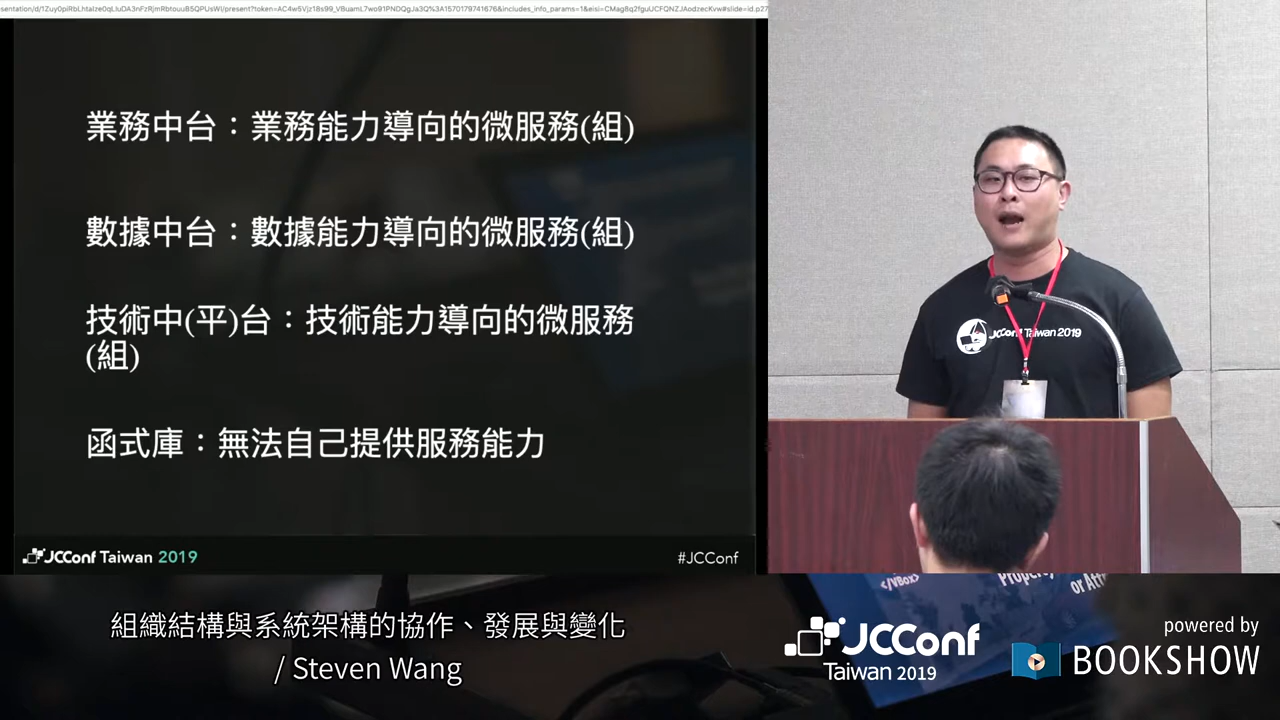 業務中台：業務能力導向的微服務(組)
數據中台：數據能力導向的微服務(組)
技術中(平)台：技術能力導向的微服務
(組)
函式庫：無法自己提供服務能力
JCConf Taiwan 2019
#JCConf
JCConf Taiwan 2019
</VBox>
組織結構與系統架構的協作、發展與變化
/ Steven Wang
JCConf
Taiwan 2019
powered by
BOOKSHOW